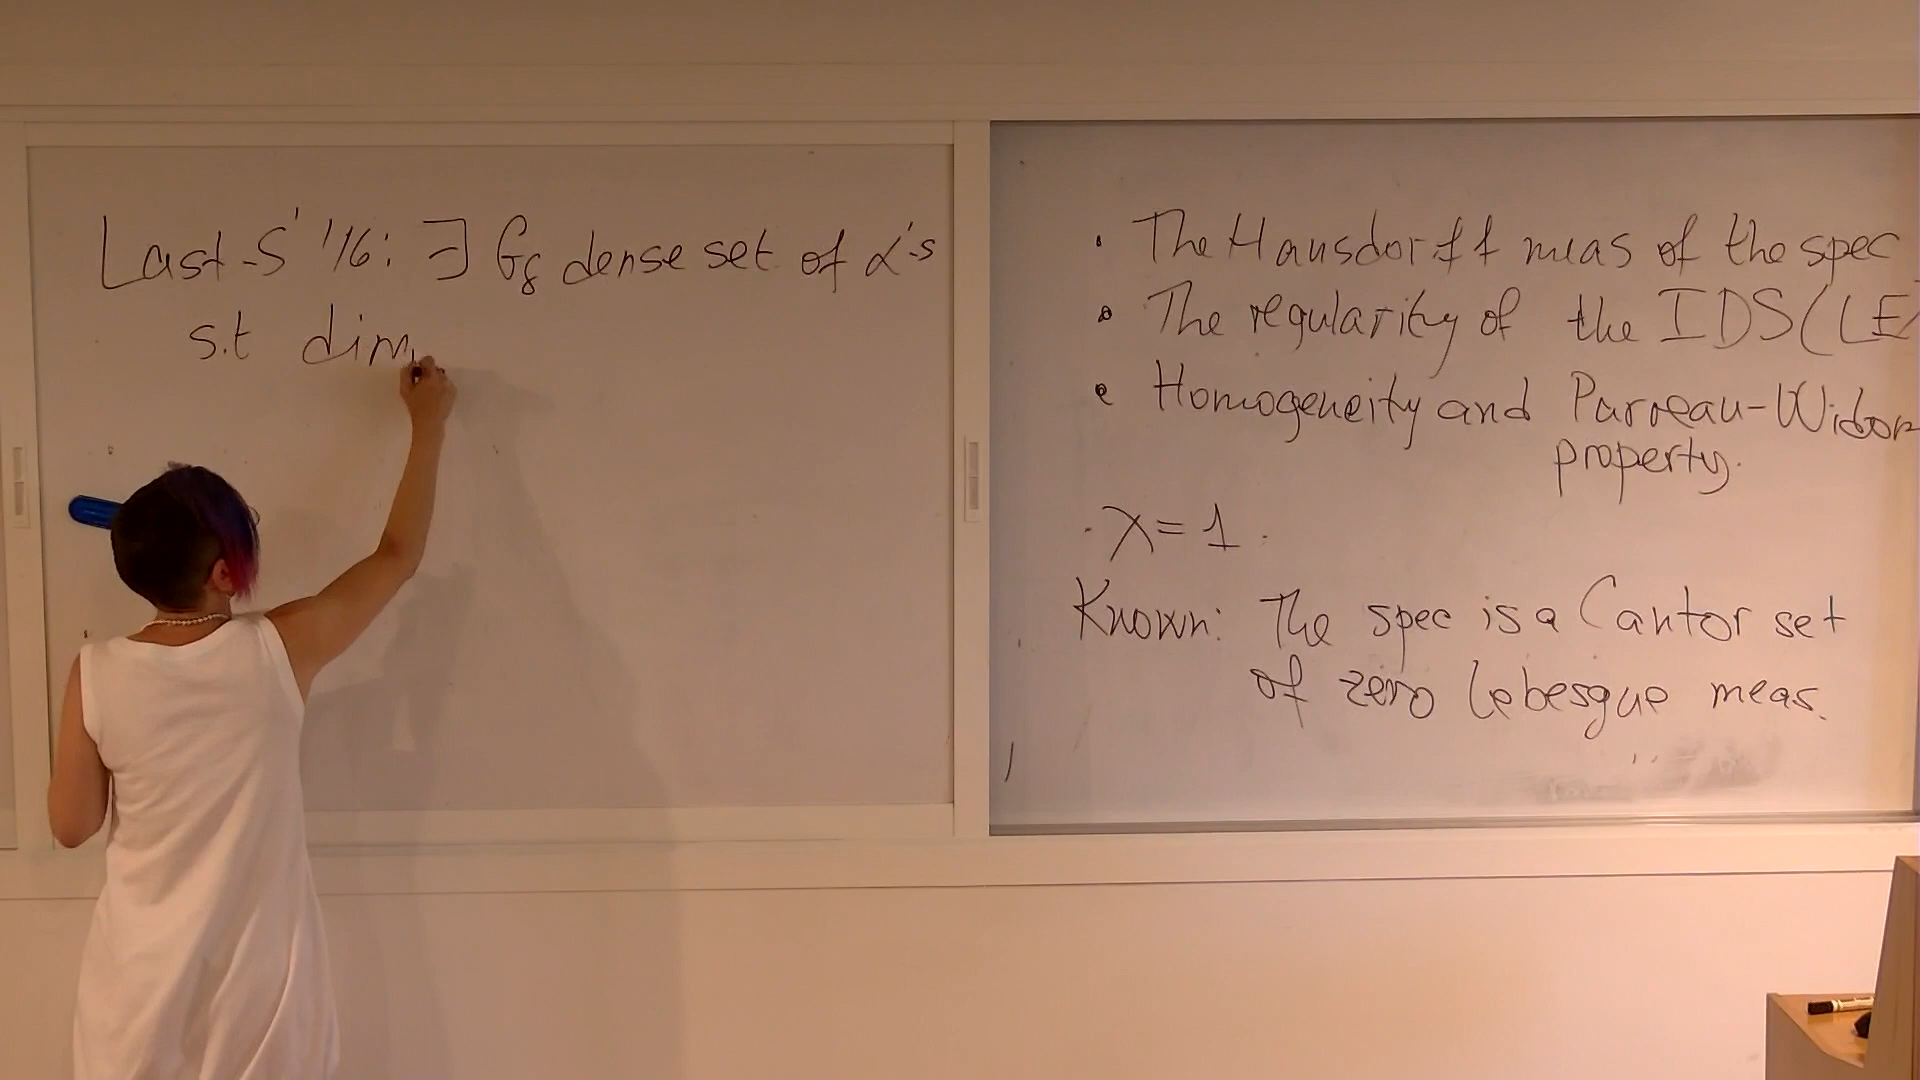 Last-S' '16: ∃ Gδ dense set of α's
s.t dim
• The Hausdorff meas of the spec
• The regularity of the IDS (LE)
• Homogeneity and Parreau-Widom
property.
• λ = 1.
Known: The spec is a Cantor set
of zero Lebesgue meas.